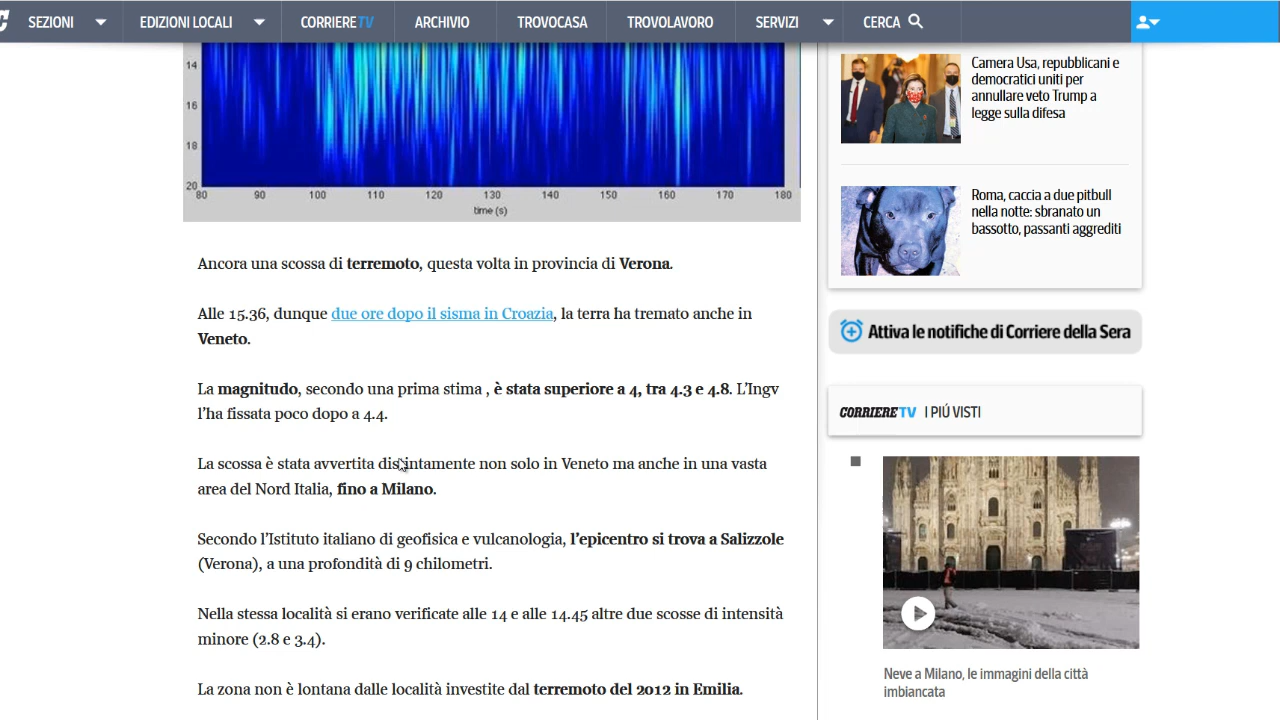 C SEZIONI EDIZIONI LOCALI CORRIERETV ARCHIVIO TROVOCASA TROVOLAVORO SERVIZI CERCA
14
16
18
20
80 90 100 110 120 130 140 150 160 170 180
time (s)
Ancora una scossa di terremoto, questa volta in provincia di Verona.
Alle 15.36, dunque due ore dopo il sisma in Croazia, la terra ha tremato anche in
Veneto.
La magnitudo, secondo una prima stima , è stata superiore a 4, tra 4.3 e 4.8. L’Ingv
l’ha fissata poco dopo a 4.4.
La scossa è stata avvertita distintamente non solo in Veneto ma anche in una vasta
area del Nord Italia, fino a Milano.
Secondo l’Istituto italiano di geofisica e vulcanologia, l’epicentro si trova a Salizzole
(Verona), a una profondità di 9 chilometri.
Nella stessa località si erano verificate alle 14 e alle 14.45 altre due scosse di intensità
minore (2.8 e 3.4).
La zona non è lontana dalle località investite dal terremoto del 2012 in Emilia.
Camera Usa, repubblicani e
democratici uniti per
annullare veto Trump a
legge sulla difesa
Roma, caccia a due pitbull
nella notte: sbranato un
bassotto, passanti aggrediti
Attiva le notifiche di Corriere della Sera
CORRIERETV I PIÚ VISTI
Neve a Milano, le immagini della città
imbiancata